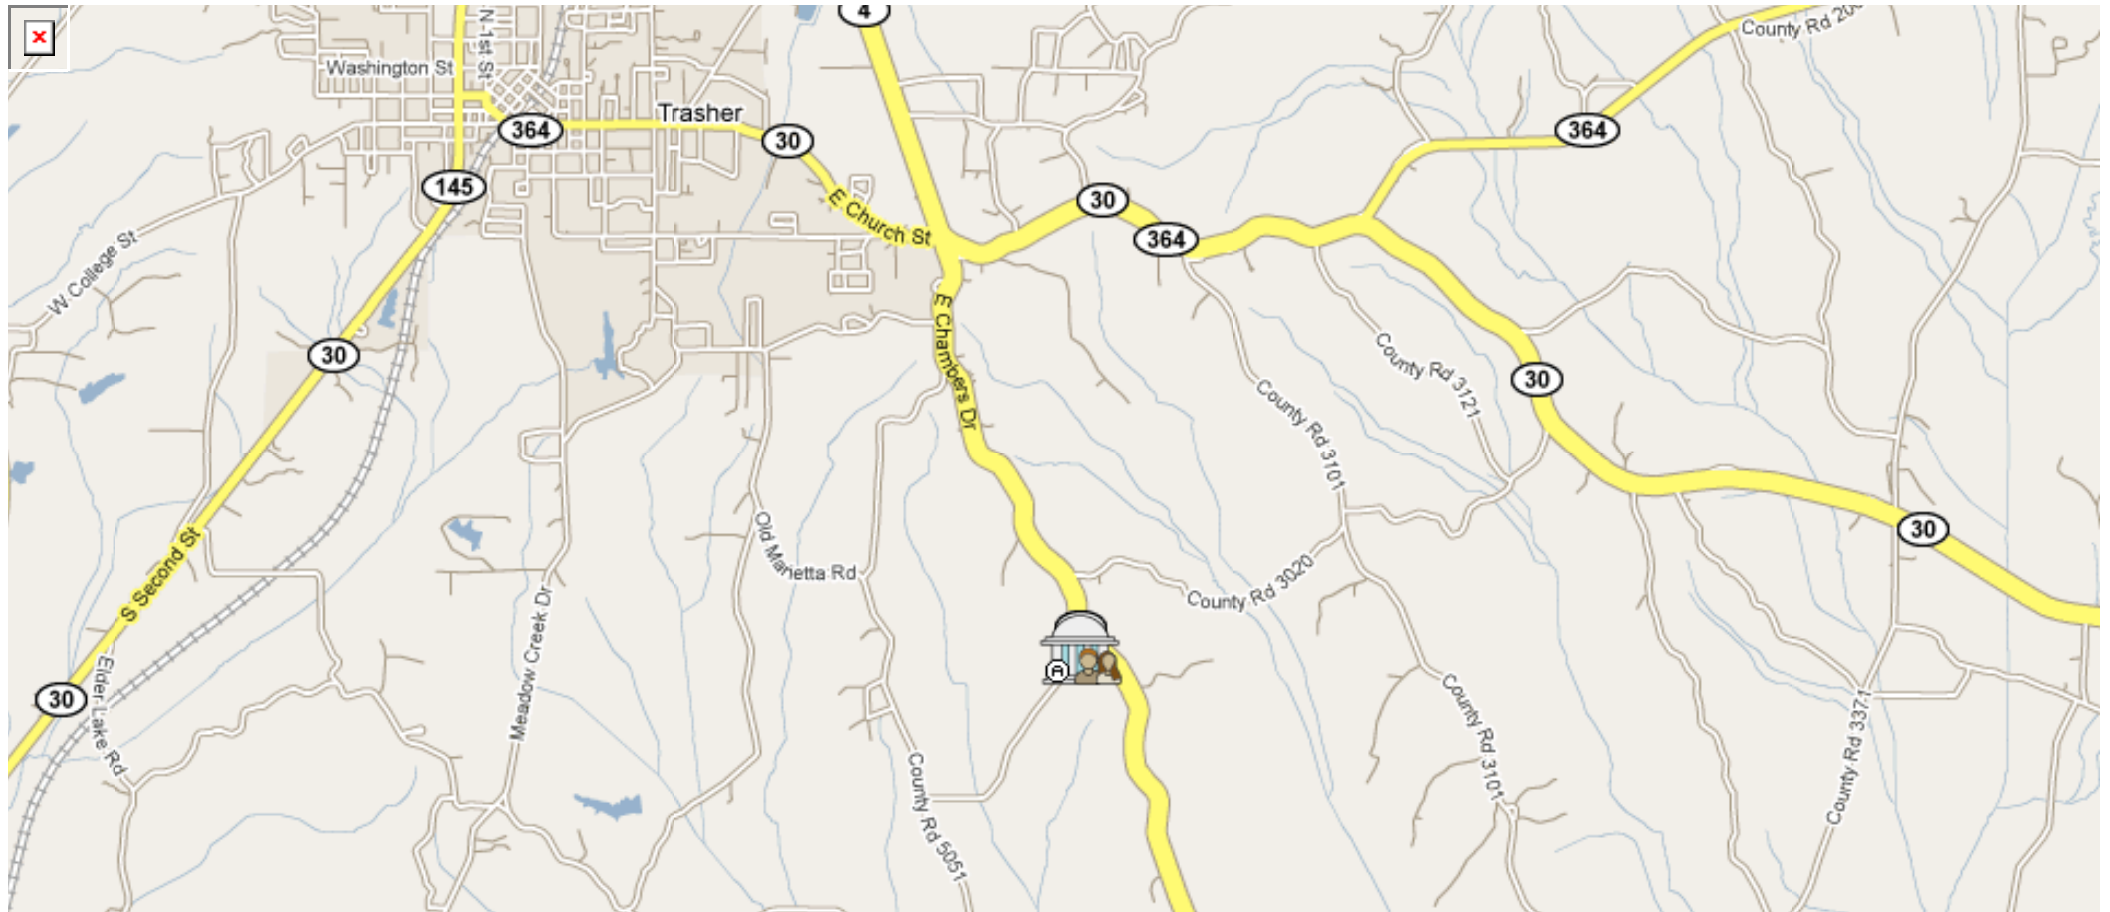 4
County Rd 200
N 1st St
Washington St
Trasher
364
30
364
145
30
E Church St
364
W College St
E Chambers Dr
30
County Rd 3121
30
County Rd 3101
30
Old Marietta Rd
S Second St
County Rd 3020
Meadow Creek Dr
A
Elder Lake Rd
30
County Rd 3101
County Rd 3371
County Rd 5051